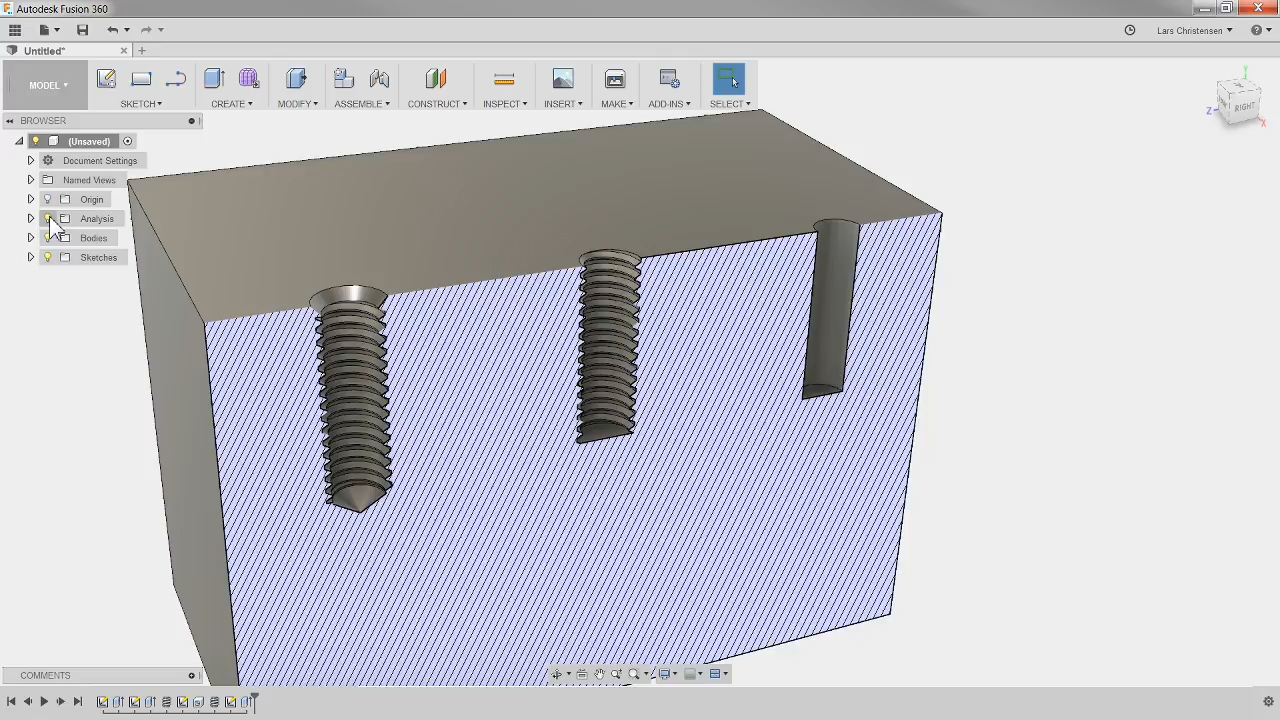 Autodesk Fusion 360
Lars Christensen
Untitled*
MODEL
SKETCH
CREATE
MODIFY
ASSEMBLE
CONSTRUCT
INSPECT
INSERT
MAKE
ADD-INS
SELECT
BROWSER
(Unsaved)
Document Settings
Named Views
Origin
Analysis
Bodies
Sketches
RIGHT
Y
Z
X
COMMENTS